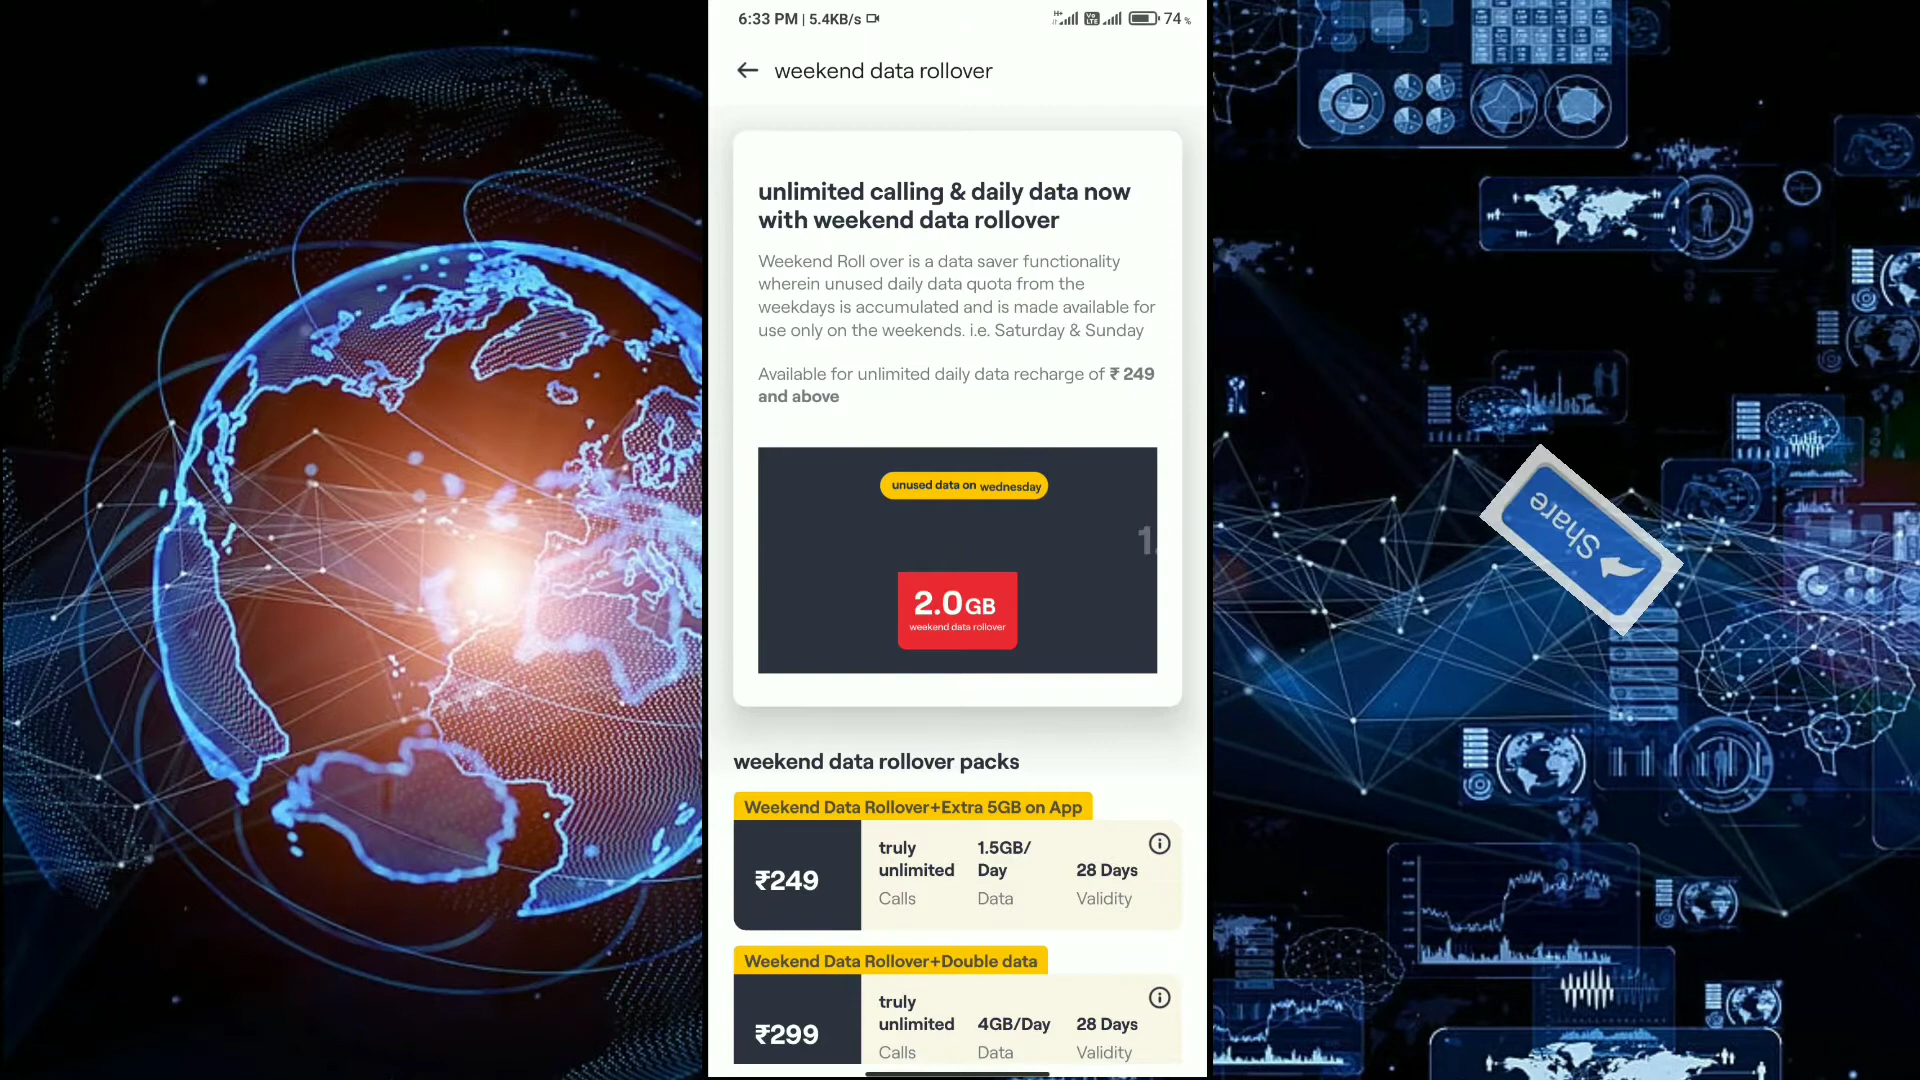 6:33 PM | 5.4KB/s
H+
Vo
LTE
74 %
weekend data rollover
unlimited calling & daily data now
with weekend data rollover
Weekend Roll over is a data saver functionality
wherein unused daily data quota from the
weekdays is accumulated and is made available for
use only on the weekends. i.e. Saturday & Sunday
Available for unlimited daily data recharge of ₹ 249
and above
unused data on wednesday
1.
2.0GB
weekend data rollover
weekend data rollover packs
Weekend Data Rollover+Extra 5GB on App
₹249
truly
unlimited
Calls
1.5GB/
Day
Data
28 Days
Validity
Weekend Data Rollover+Double data
₹299
truly
unlimited
Calls
4GB/Day
Data
28 Days
Validity
Share